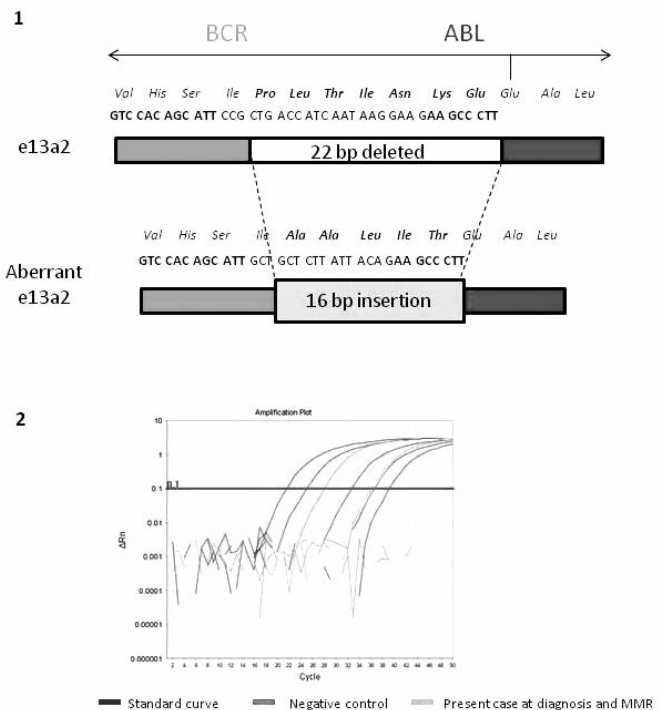 1
BCR ABL
Val His Ser Ile Pro Leu Thr Ile Asn Lys Glu Glu Ala Leu
GTC CAC AGC ATT CCG CTG ACC ATC AAT AAG GAA GAA GCC CTT
e13a2
22 bp deleted
Val His Ser Ile Ala Ala Leu Ile Thr Glu Ala Leu
GTC CAC AGC ATT GCT GCT CTT ATT ACA GAA GCC CTT
Aberrant
e13a2
16 bp insertion
2
Amplification Plot
10
1
0.1
0.1
0.01
0.001
0.0001
0.00001
0.000001
ΔRn
2 4 6 8 10 12 14 16 18 20 22 24 26 28 30 32 34 36 38 40 42 44 46 48 50
Cycle
Standard curve Negative control Present case at diagnosis and MMR